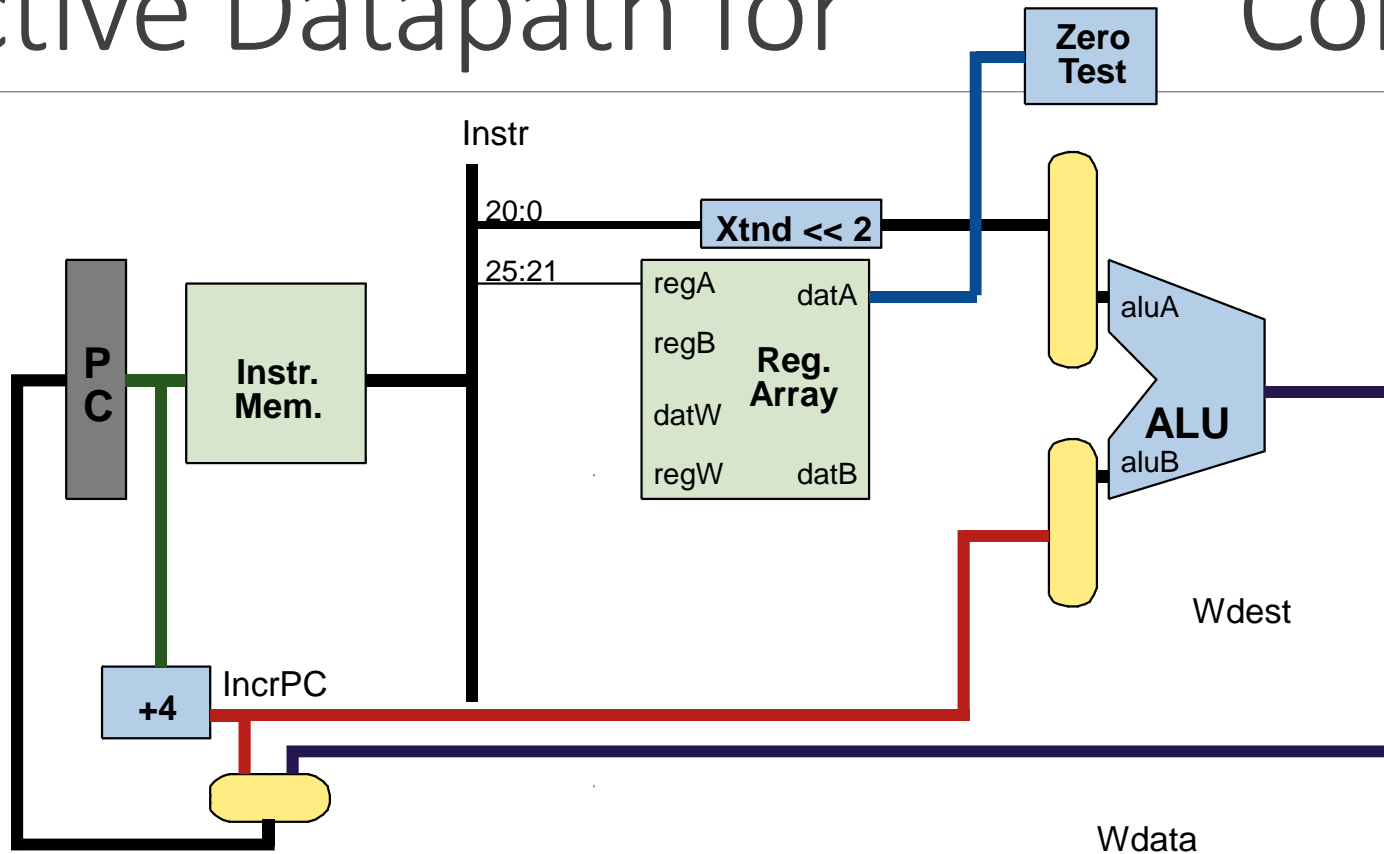 ctive Datapath for
Co
Zero
Test
Instr
20:0
Xtnd << 2
25:21
regA
datA
regB
Reg.
Array
datW
regW
datB
P
C
Instr.
Mem.
aluA
ALU
aluB
Wdest
IncrPC
+4
Wdata